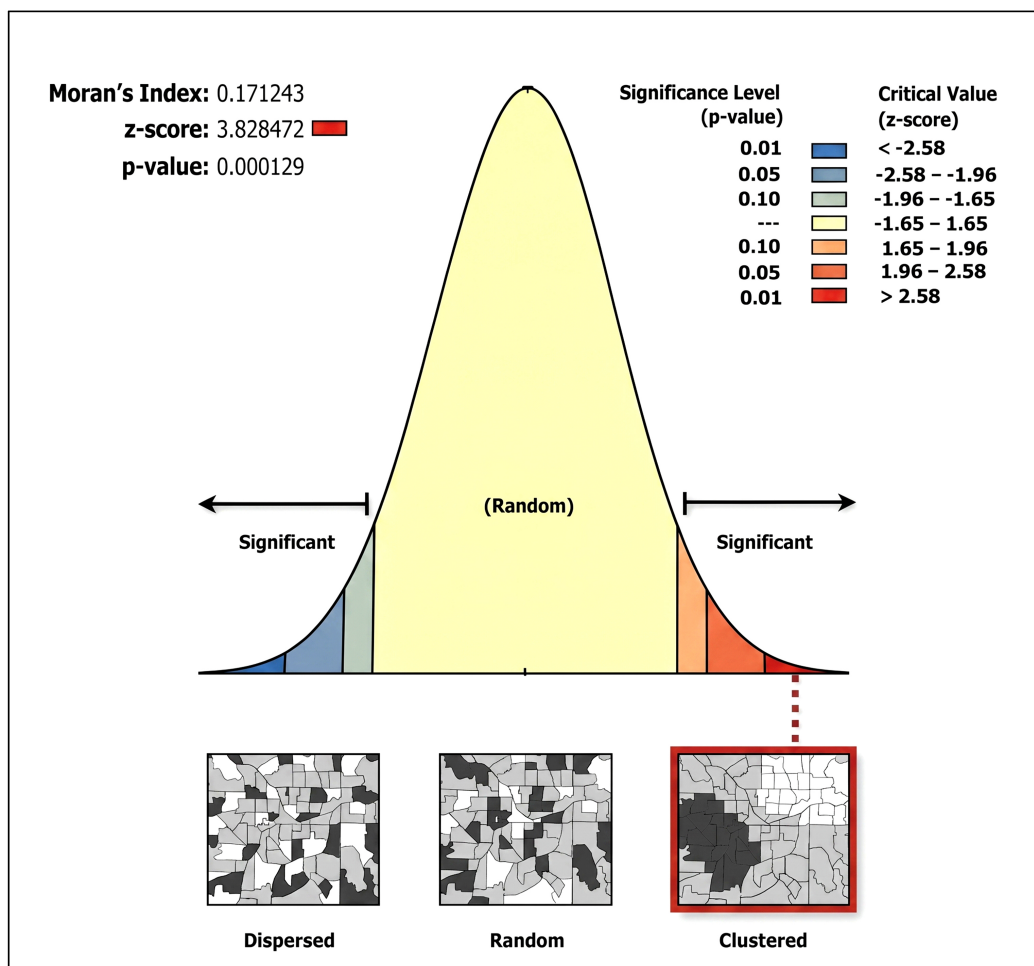 Moran’s Index: 0.171243
z-score: 3.828472
p-value: 0.000129
Significance Level
(p-value)
Critical Value
(z-score)
0.01 < -2.58
0.05 -2.58 – -1.96
0.10 -1.96 – -1.65
--- -1.65 – 1.65
0.10 1.65 – 1.96
0.05 1.96 – 2.58
0.01 > 2.58
(Random)
Significant
Significant
Dispersed
Random
Clustered